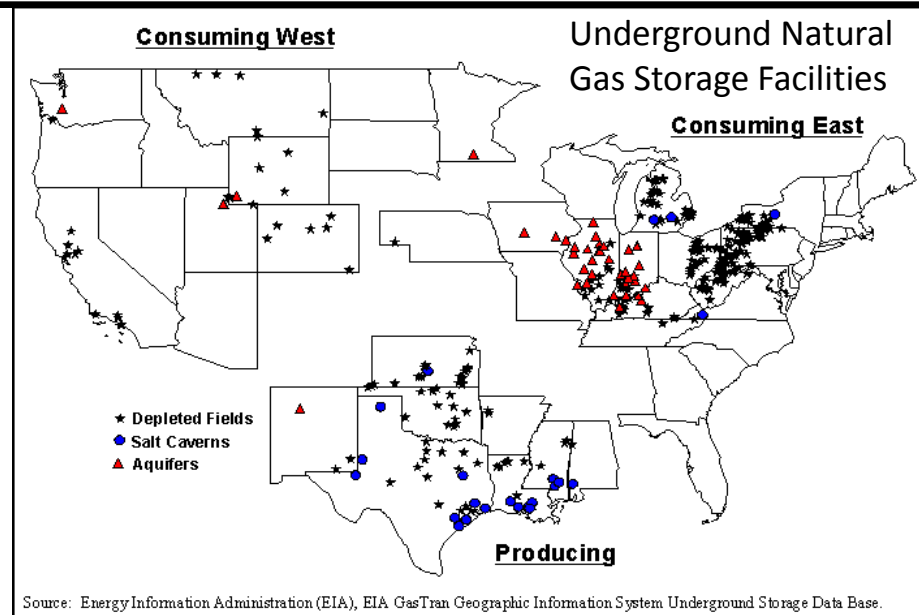 Consuming West
Underground Natural
Gas Storage Facilities
Consuming East
Depleted Fields
Salt Caverns
Aquifers
Producing
Source: Energy Information Administration (EIA), EIA GasTran Geographic Information System Underground Storage Data Base.